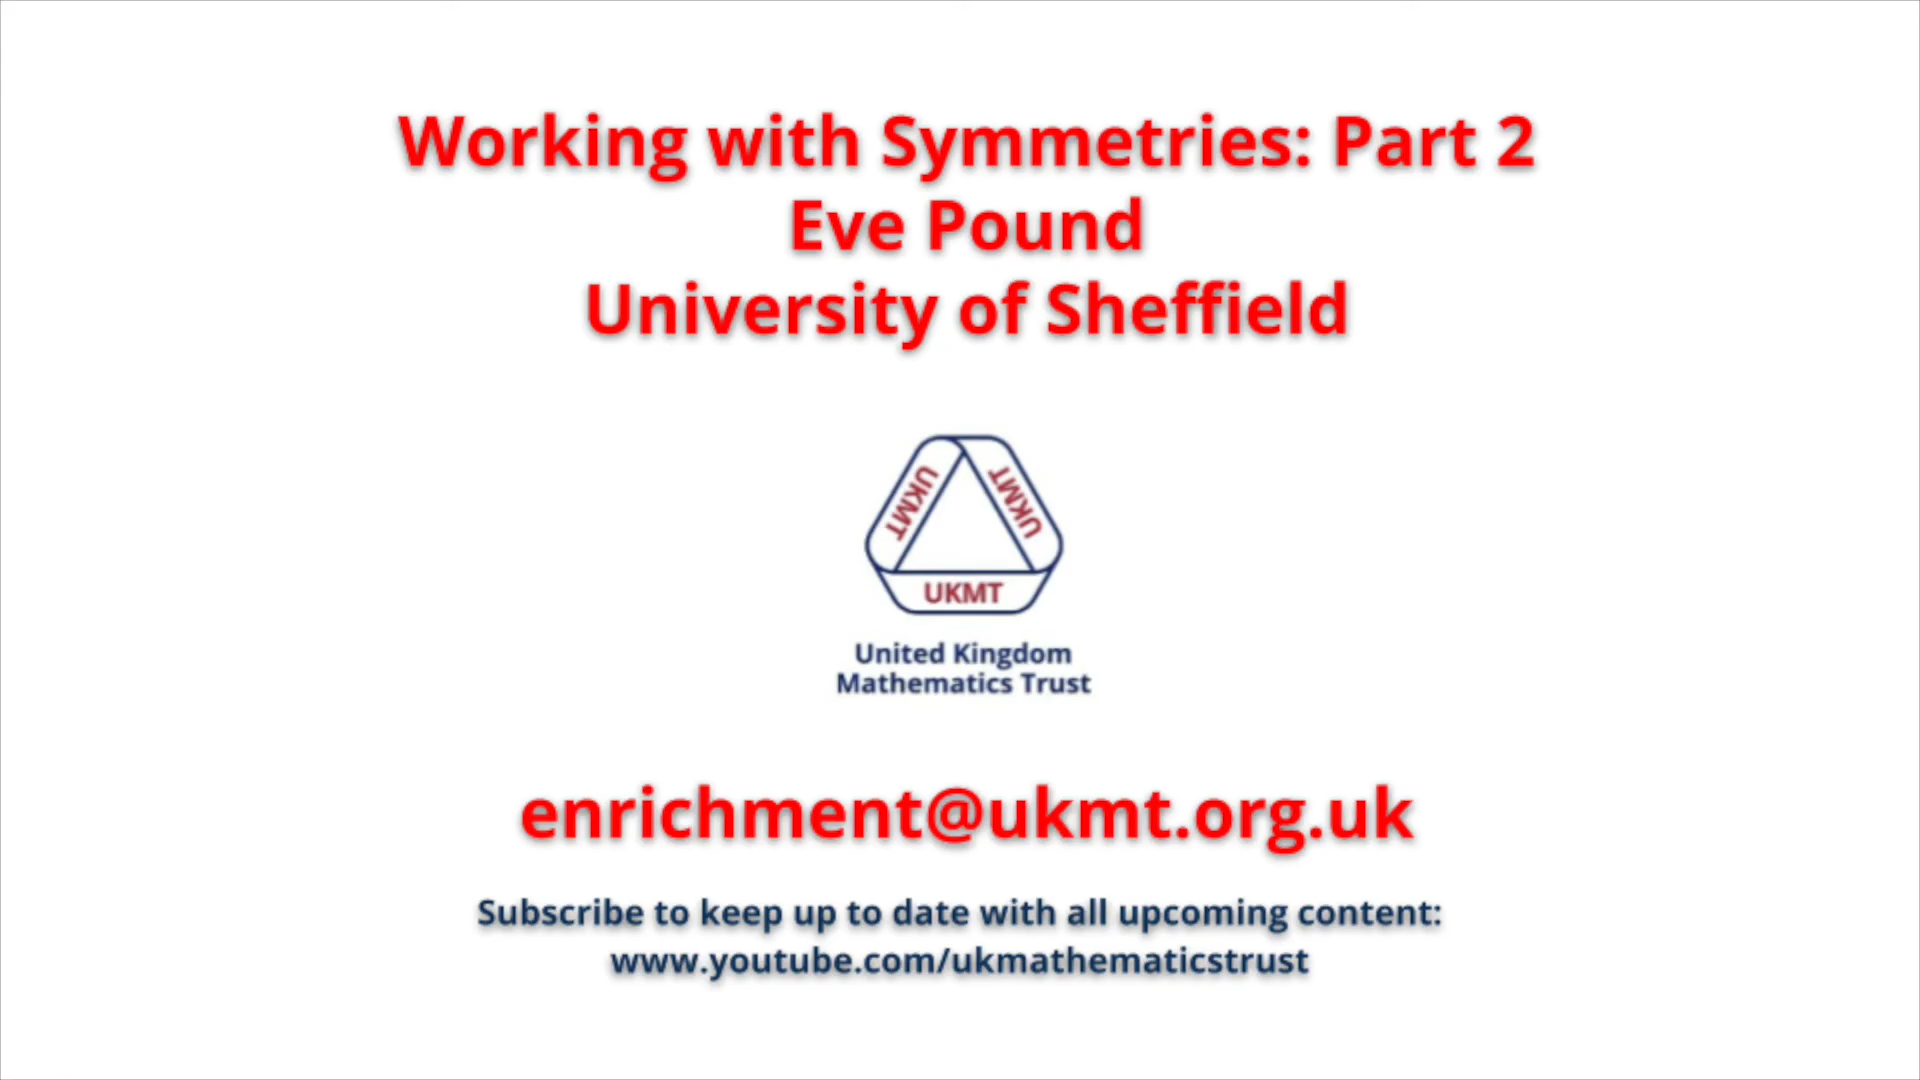 Working with Symmetries: Part 2
Eve Pound
University of Sheffield
UKMT
UKMT
UKMT
United Kingdom
Mathematics Trust
enrichment@ukmt.org.uk
Subscribe to keep up to date with all upcoming content:
www.youtube.com/ukmathematicstrust